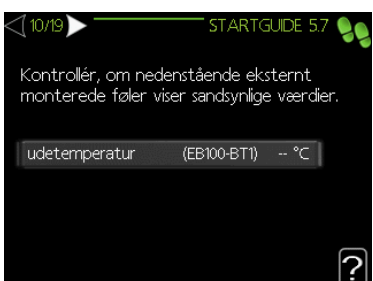 10/19
STARTGUIDE 5.7
Kontrollér, om nedenstående eksternt
monterede føler viser sandsynlige værdier.
udetemperatur (EB100-BT1) -- °C
?